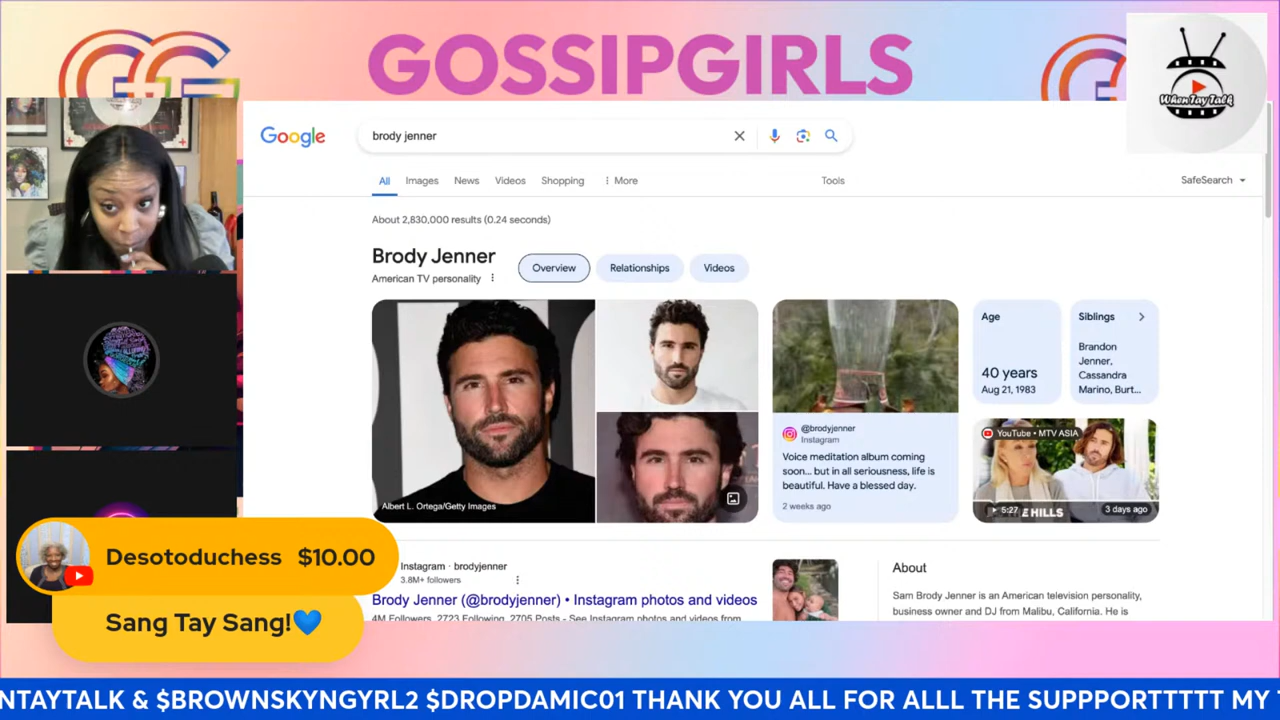 GG
GOSSIPGIRLS
WhenTayTalk
Google
brody jenner
All
Images
News
Videos
Shopping
More
Tools
SafeSearch
About 2,830,000 results (0.24 seconds)
Brody Jenner
American TV personality
Overview
Relationships
Videos
Albert L. Ortega/Getty Images
@brodyjenner
Instagram
Voice meditation album coming
soon... but in all seriousness, life is
beautiful. Have a blessed day.
2 weeks ago
Age
40 years
Aug 21, 1983
Siblings
Brandon
Jenner,
Cassandra
Marino, Burt...
YouTube • MTV ASIA
5:27
HILLS
3 days ago
Instagram · brodyjenner
3.8M+ followers
Brody Jenner (@brodyjenner) • Instagram photos and videos
4M Followers, 2723 Following, 2705 Posts - See Instagram photos and videos from
About
Sam Brody Jenner is an American television personality,
business owner and DJ from Malibu, California. He is
Desotoduchess $10.00
Sang Tay Sang!💙
NTAYTALK & $BROWNSKYNGYRL2 $DROPDAMIC01 THANK YOU ALL FOR ALLL THE SUPPPORTTTTT MY